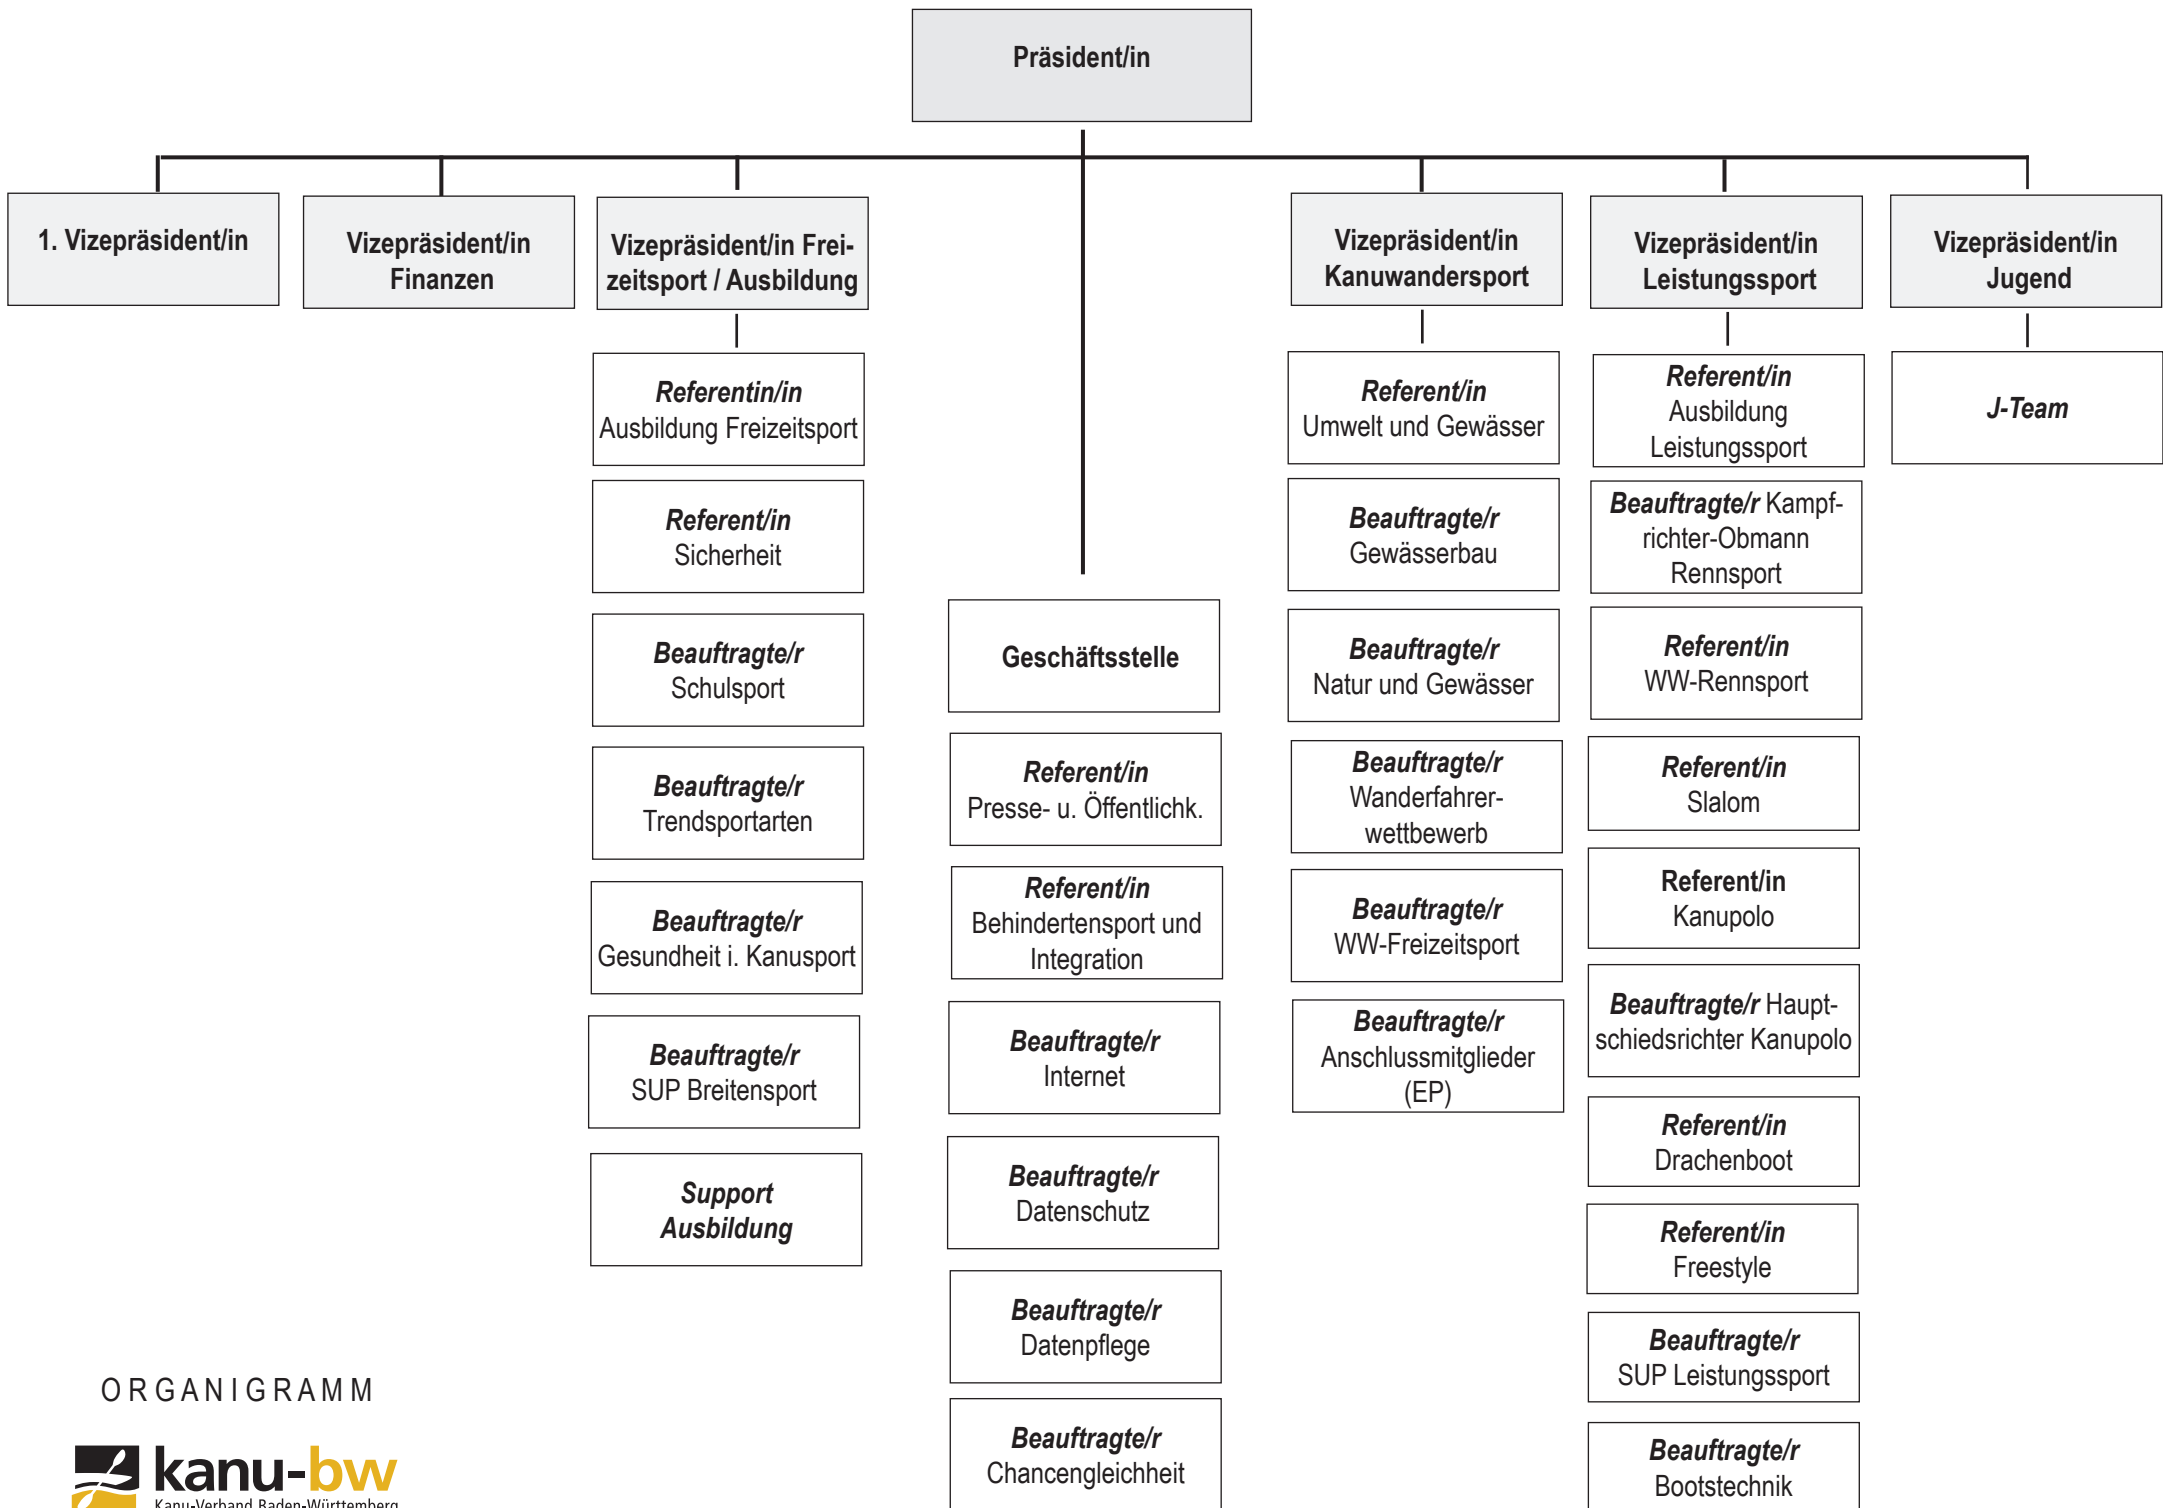 Präsident/in
1. Vizepräsident/in
Vizepräsident/in
Finanzen
Vizepräsident/in Frei-
zeitsport / Ausbildung
Vizepräsident/in
Kanuwandersport
Vizepräsident/in
Leistungssport
Vizepräsident/in
Jugend
Referentin/in
Ausbildung Freizeitsport
Referent/in
Sicherheit
Beauftragte/r
Schulsport
Beauftragte/r
Trendsportarten
Beauftragte/r
Gesundheit i. Kanusport
Beauftragte/r
SUP Breitensport
Support
Ausbildung
Geschäftsstelle
Referent/in
Presse- u. Öffentlichk.
Referent/in
Behindertensport und
Integration
Beauftragte/r
Internet
Beauftragte/r
Datenschutz
Beauftragte/r
Datenpflege
Beauftragte/r
Chancengleichheit
Referent/in
Umwelt und Gewässer
Beauftragte/r
Gewässerbau
Beauftragte/r
Natur und Gewässer
Beauftragte/r
Wanderfahrer-
wettbewerb
Beauftragte/r
WW-Freizeitsport
Beauftragte/r
Anschlussmitglieder
(EP)
Referent/in
Ausbildung
Leistungssport
Beauftragte/r Kampf-
richter-Obmann
Rennsport
Referent/in
WW-Rennsport
Referent/in
Slalom
Referent/in
Kanupolo
Beauftragte/r Haupt-
schiedsrichter Kanupolo
Referent/in
Drachenboot
Referent/in
Freestyle
Beauftragte/r
SUP Leistungssport
Beauftragte/r
Bootstechnik
J-Team
ORGANIGRAMM
kanu-bw
Kanu-Verband Baden-Württemberg